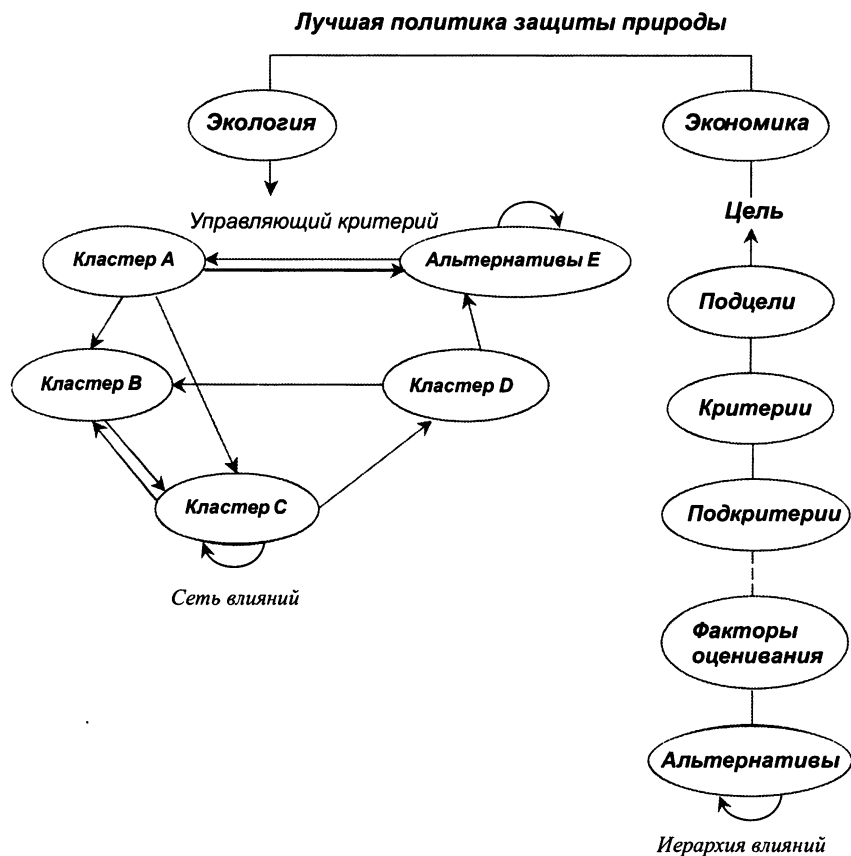 Лучшая политика защиты природы
Экология
Экономика
Управляющий критерий
Цель
Кластер A
Альтернативы E
Подцели
Кластер B
Кластер D
Критерии
Кластер C
Подкритерии
Сеть влияний
Факторы
оценивания
Альтернативы
Иерархия влияний